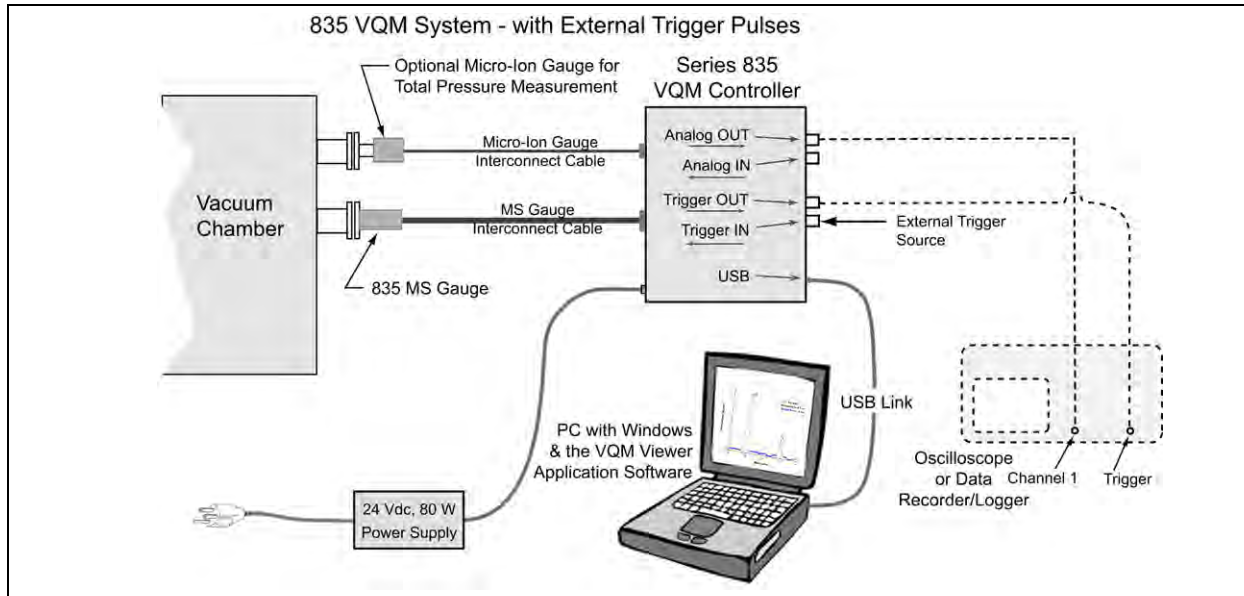 835 VQM System - with External Trigger Pulses
Optional Micro-Ion Gauge for
Total Pressure Measurement
Series 835
VQM Controller
Micro-Ion Gauge
Interconnect Cable
Analog OUT
Analog IN
Vacuum
Chamber
MS Gauge
Interconnect Cable
Trigger OUT
Trigger IN
External Trigger
Source
USB
835 MS Gauge
USB Link
PC with Windows
& the VQM Viewer
Application Software
Oscilloscope
or Data
Recorder/Logger
Channel 1
Trigger
24 Vdc, 80 W
Power Supply